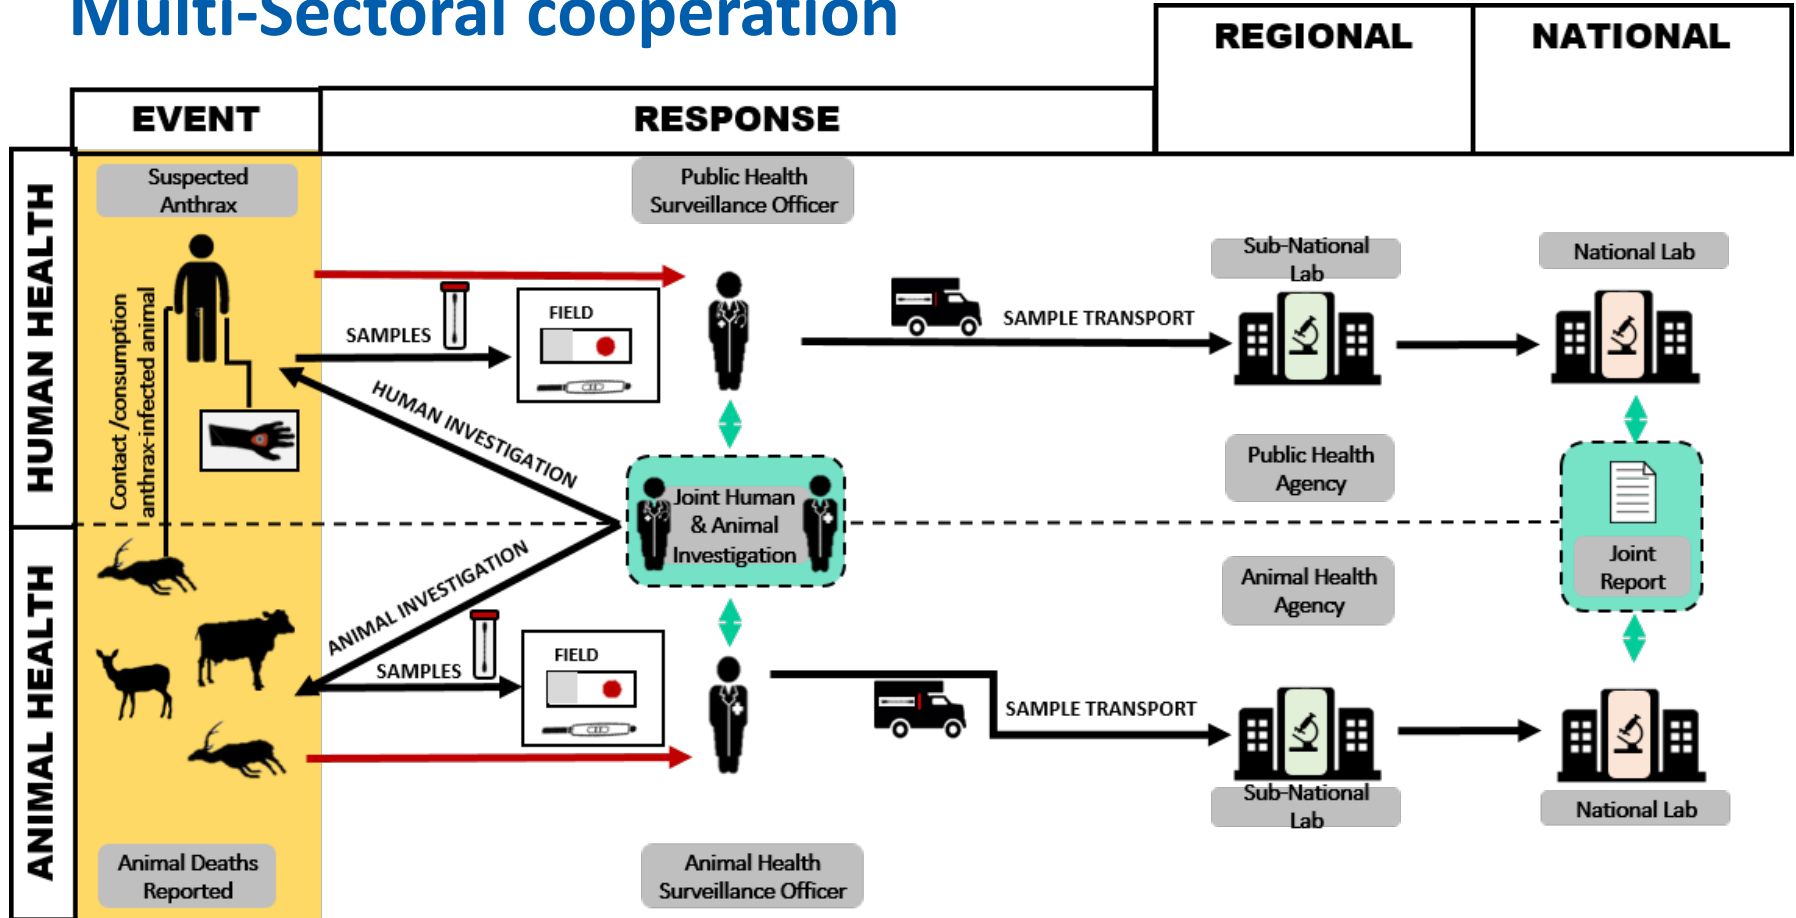 Multi-Sectoral cooperation
REGIONAL
NATIONAL
EVENT
RESPONSE
HUMAN HEALTH
Suspected
Anthrax
Public Health
Surveillance Officer
Sub-National
Lab
National Lab
Contact /consumption
anthrax-infected animal
SAMPLES
FIELD
SAMPLE TRANSPORT
HUMAN INVESTIGATION
Public Health
Agency
Joint Human
& Animal
Investigation
Joint
Report
ANIMAL HEALTH
ANIMAL INVESTIGATION
Animal Health
Agency
SAMPLES
FIELD
SAMPLE TRANSPORT
Sub-National
Lab
National Lab
Animal Deaths
Reported
Animal Health
Surveillance Officer